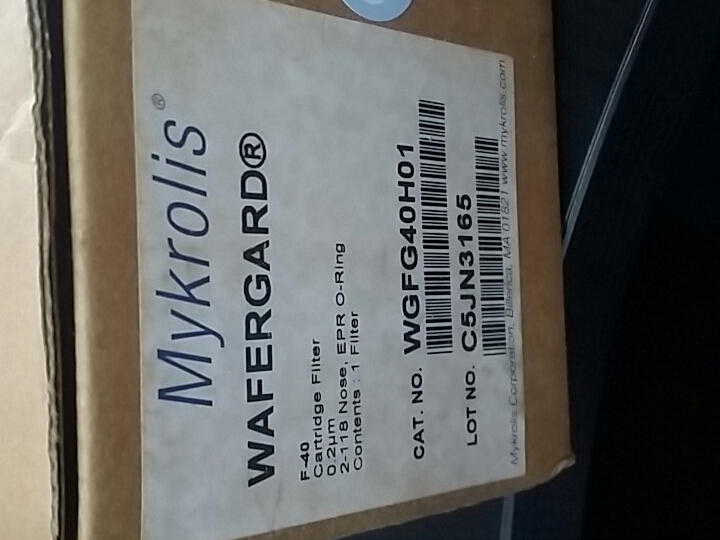 Mykrolis®
WAFERGARD®
F-40
Cartridge Filter
0.2µm
2-118 Nose, EPR O-Ring
Contents : 1 Filter
CAT. NO. WGFG40H01
LOT NO. C5JN3165
Mykrolis Corporation, Billerica, MA 01821 www.mykrolis.com